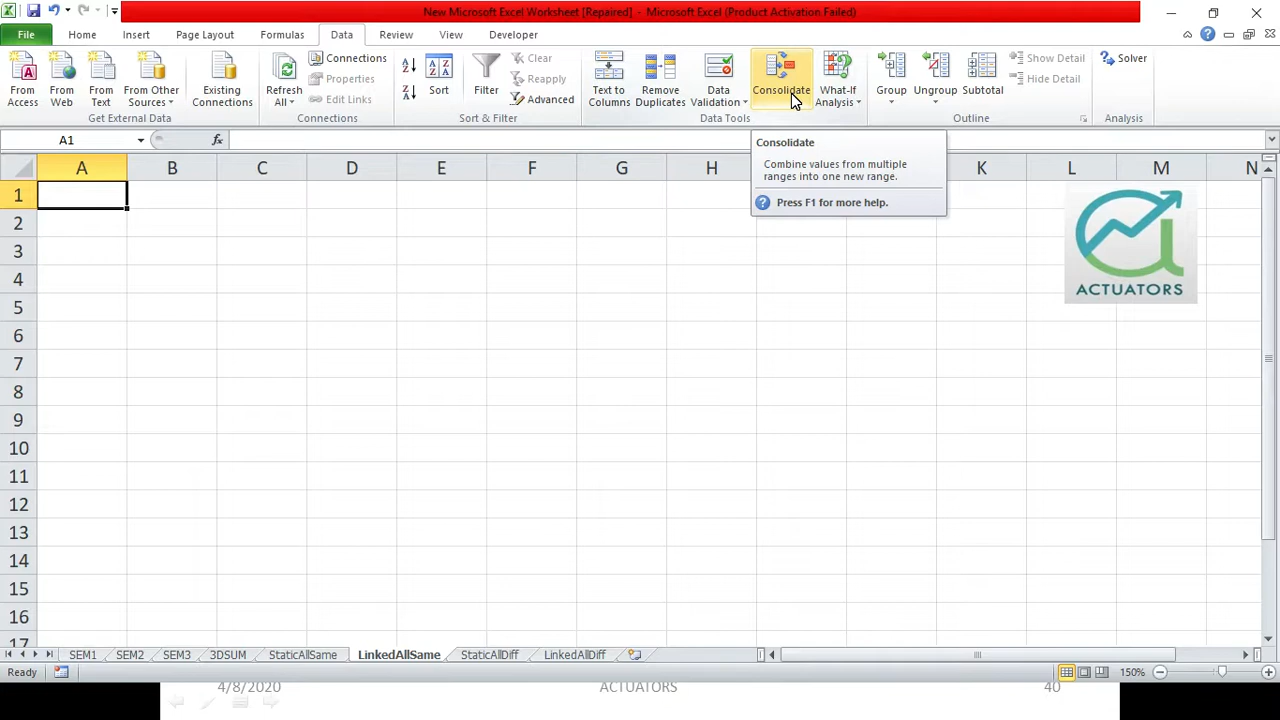 New Microsoft Excel Worksheet [Repaired] - Microsoft Excel (Product Activation Failed)
File Home Insert Page Layout Formulas Data Review View Developer
From Access
From Web
From Text
From Other Sources
Existing Connections
Get External Data
Refresh All
Connections
Properties
Edit Links
Connections
Sort
Filter
Clear
Reapply
Advanced
Sort & Filter
Text to Columns
Remove Duplicates
Data Validation
Consolidate
What-If Analysis
Data Tools
Group
Ungroup
Subtotal
Show Detail
Hide Detail
Outline
Solver
Analysis
A1 fx
Consolidate
Combine values from multiple
ranges into one new range.
Press F1 for more help.
A B C D E F G H K L M N
1
2
3
4
5
6
7
8
9
10
11
12
13
14
15
16
17
ACTUATORS
SEM1 SEM2 SEM3 3DSUM StaticAllSame LinkedAllSame StaticAllDiff LinkedAllDiff
Ready 150%
4/8/2020 ACTUATORS 40